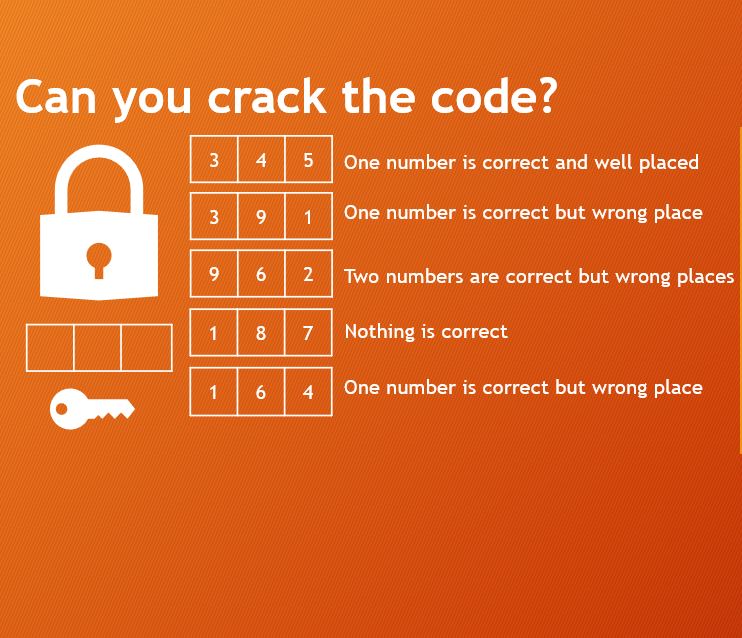 Can you crack the code?
3 4 5 One number is correct and well placed
3 9 1 One number is correct but wrong place
9 6 2 Two numbers are correct but wrong places
1 8 7 Nothing is correct
1 6 4 One number is correct but wrong place